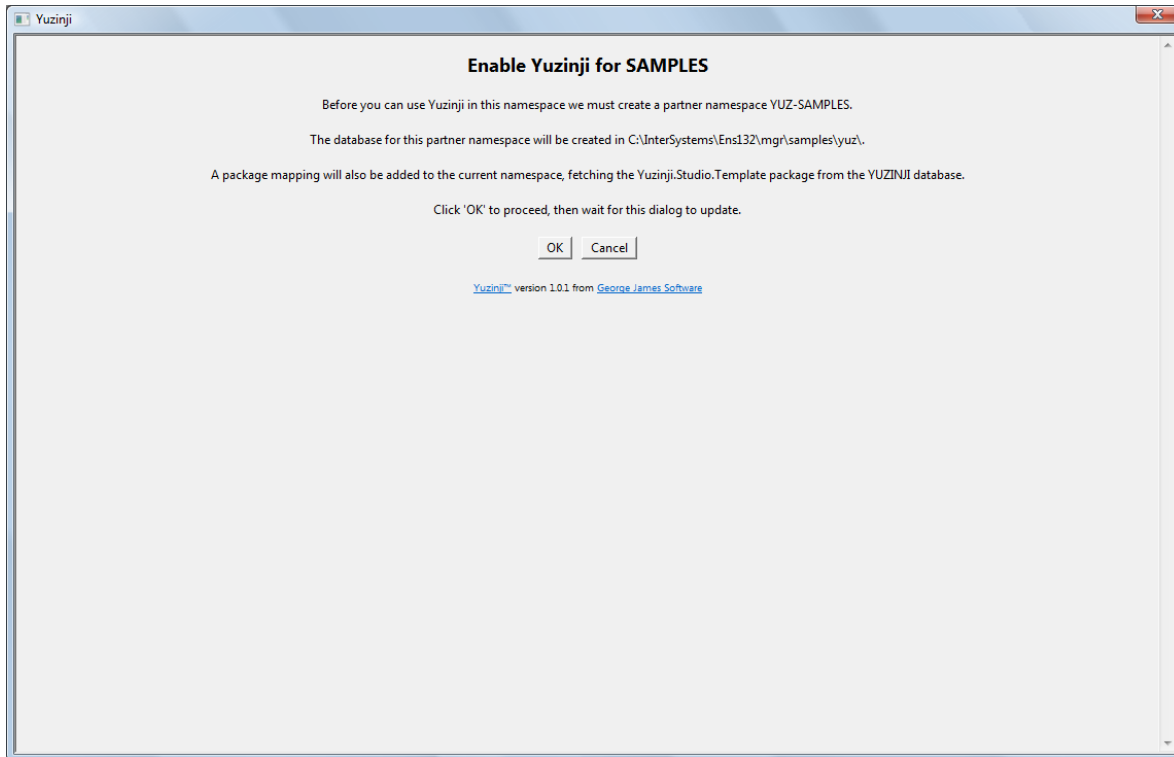 Yuzinji
Enable Yuzinji for SAMPLES
Before you can use Yuzinji in this namespace we must create a partner namespace YUZ-SAMPLES.
The database for this partner namespace will be created in C:\InterSystems\Ens132\mgr\samples\yuz\.
A package mapping will also be added to the current namespace, fetching the Yuzinji.Studio.Template package from the YUZINJI database.
Click 'OK' to proceed, then wait for this dialog to update.
OK Cancel
Yuzinji™ version 1.0.1 from George James Software